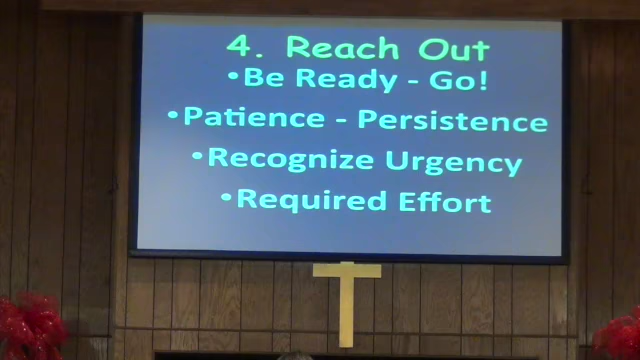 4. Reach Out
•Be Ready - Go!
•Patience - Persistence
•Recognize Urgency
•Required Effort